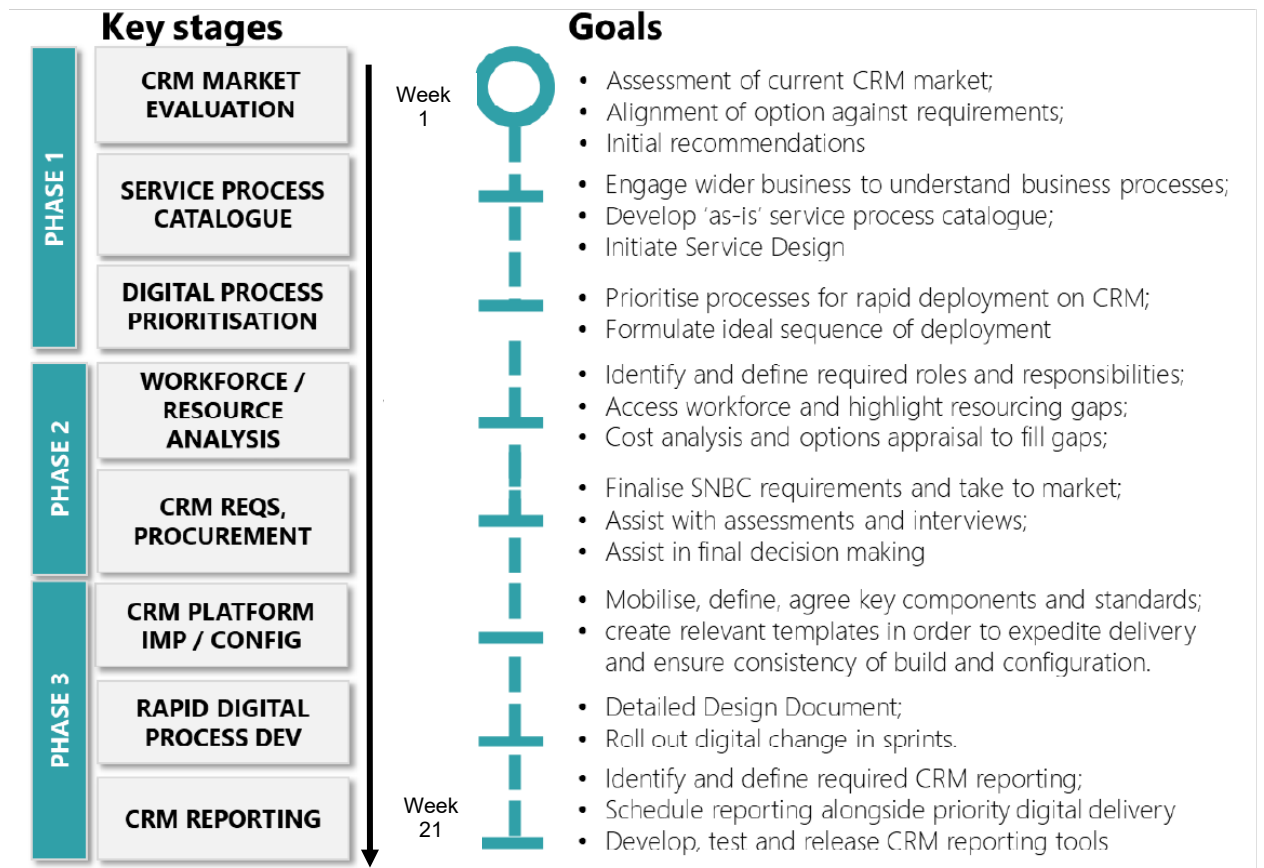 Key stages
Goals
PHASE 1
CRM MARKET
EVALUATION
Week
1
• Assessment of current CRM market;
• Alignment of option against requirements;
• Initial recommendations
SERVICE PROCESS
CATALOGUE
• Engage wider business to understand business processes;
• Develop ‘as-is’ service process catalogue;
• Initiate Service Design
DIGITAL PROCESS
PRIORITISATION
• Prioritise processes for rapid deployment on CRM;
• Formulate ideal sequence of deployment
PHASE 2
WORKFORCE /
RESOURCE
ANALYSIS
• Identify and define required roles and responsibilities;
• Access workforce and highlight resourcing gaps;
• Cost analysis and options appraisal to fill gaps;
CRM REQS,
PROCUREMENT
• Finalise SNBC requirements and take to market;
• Assist with assessments and interviews;
• Assist in final decision making
PHASE 3
CRM PLATFORM
IMP / CONFIG
• Mobilise, define, agree key components and standards;
• create relevant templates in order to expedite delivery
and ensure consistency of build and configuration.
RAPID DIGITAL
PROCESS DEV
• Detailed Design Document;
• Roll out digital change in sprints.
CRM REPORTING
Week
21
• Identify and define required CRM reporting;
• Schedule reporting alongside priority digital delivery
• Develop, test and release CRM reporting tools